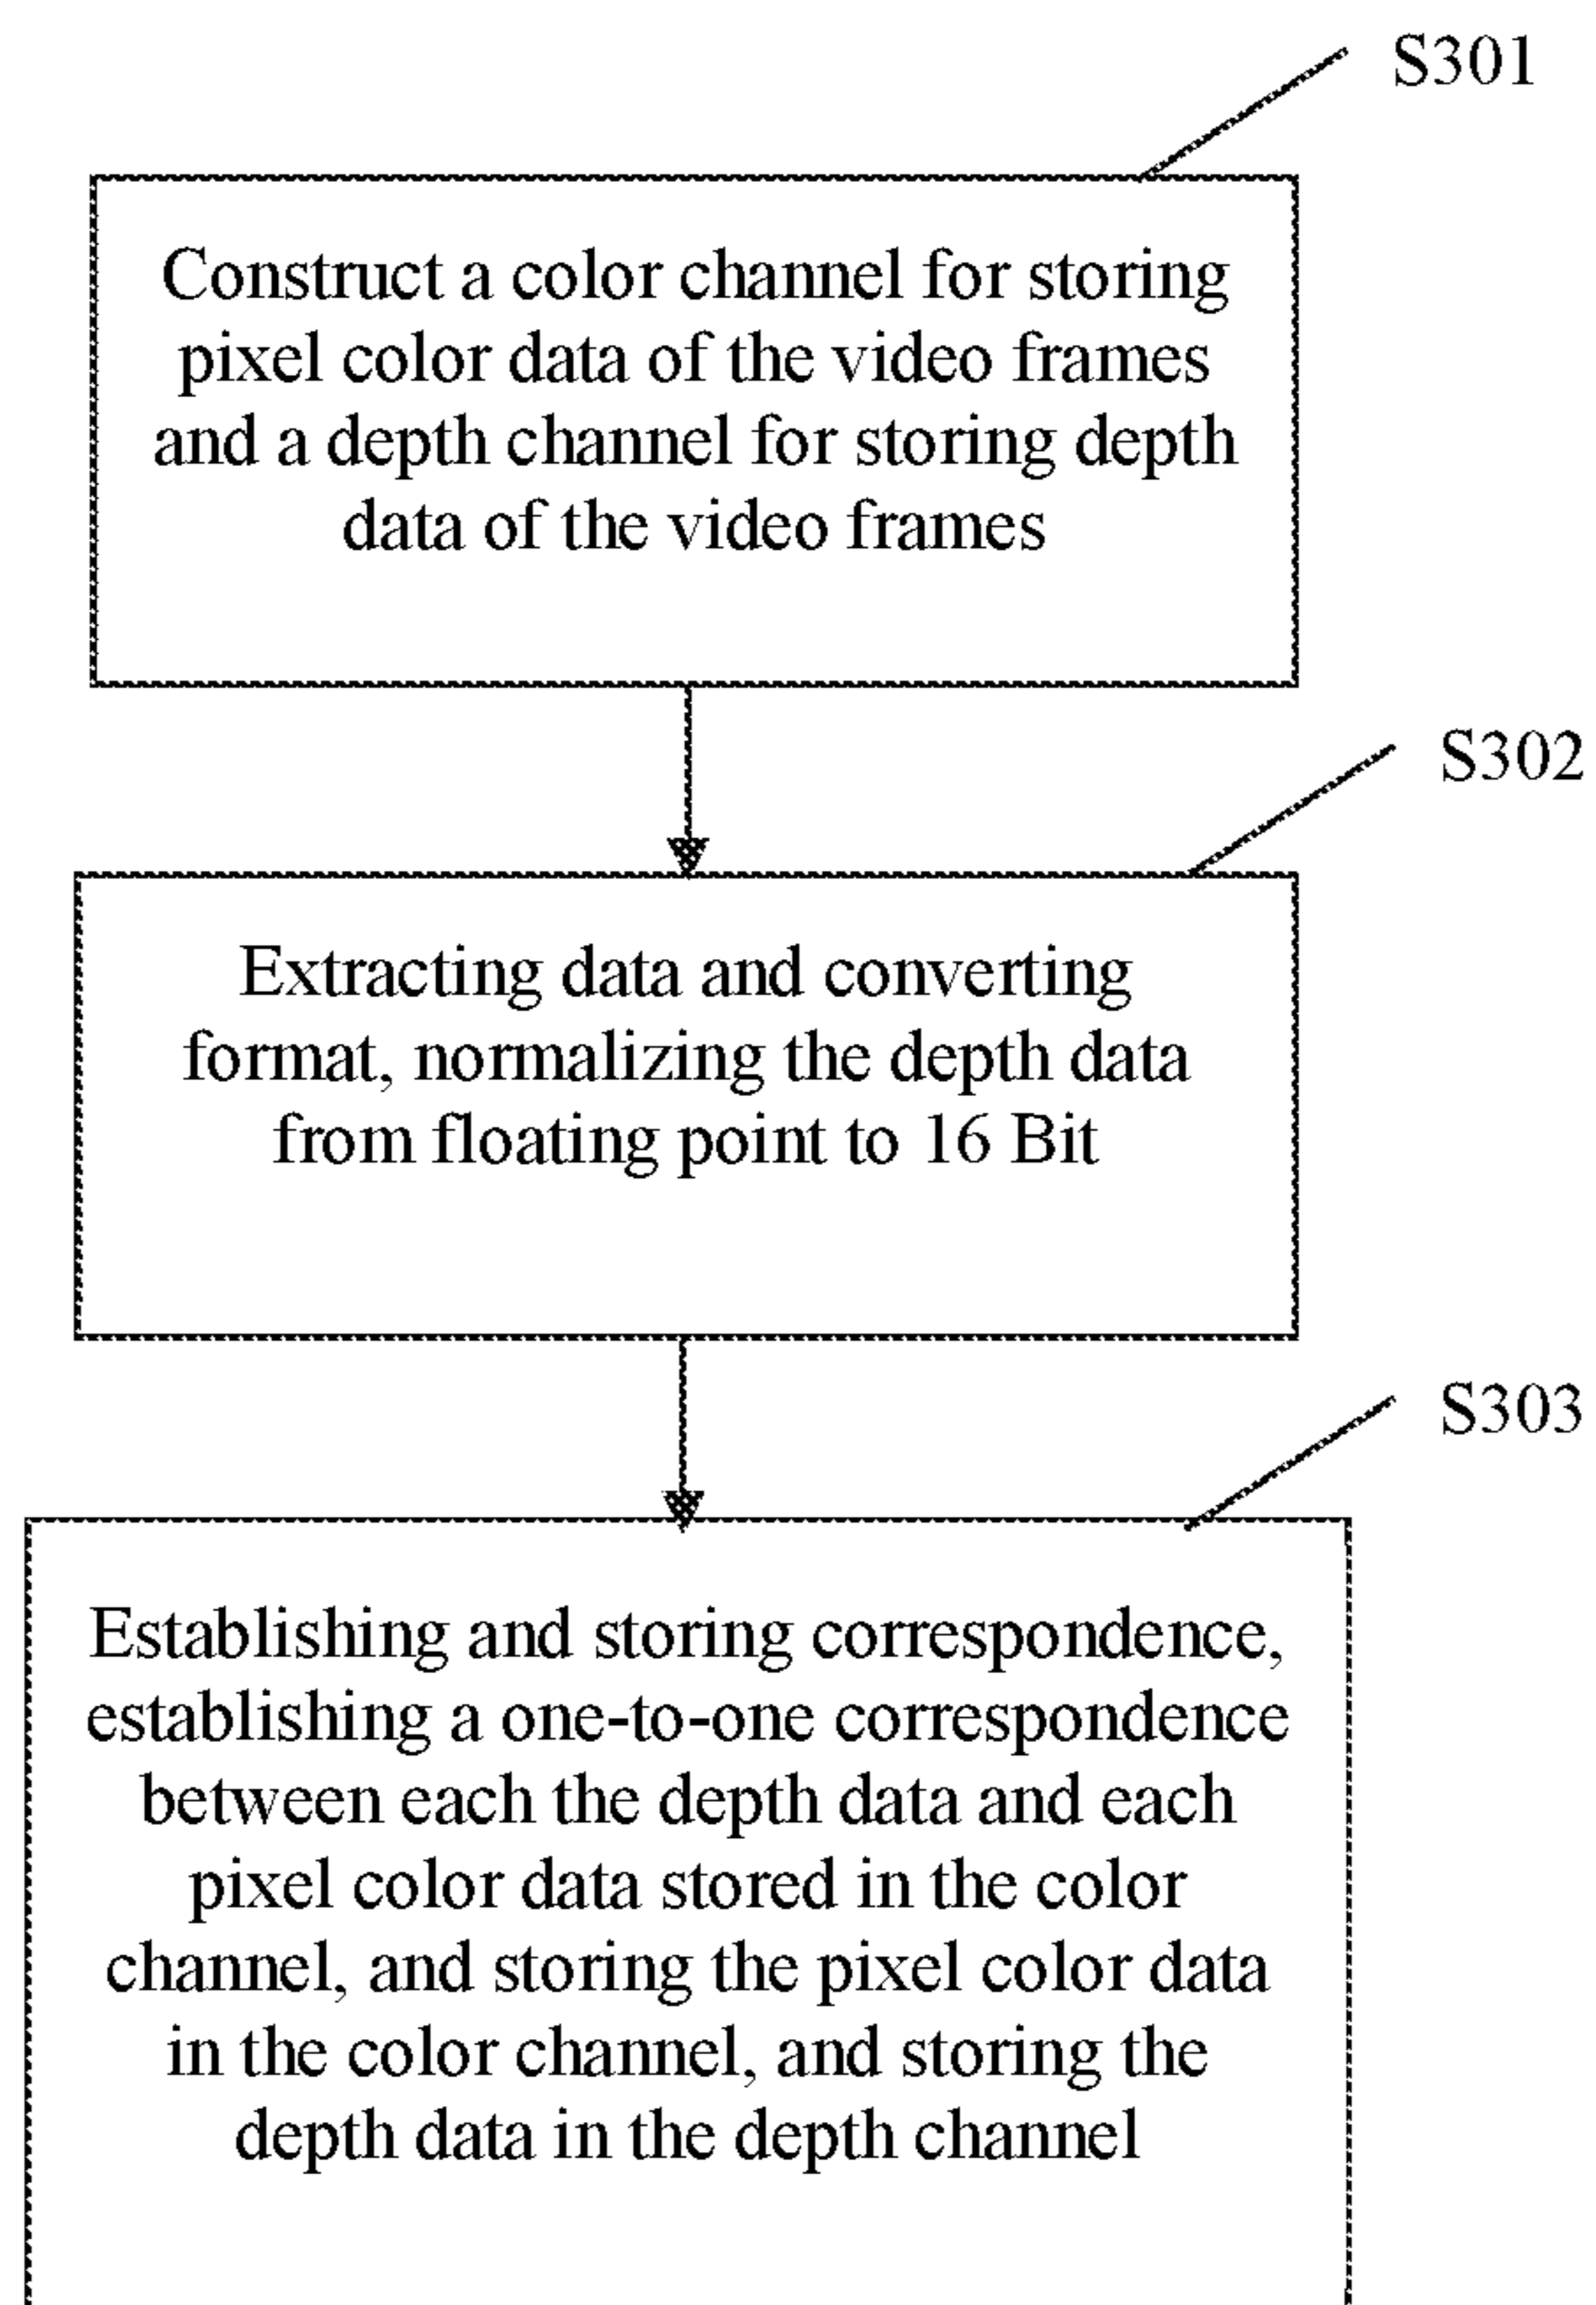 S301
Construct a color channel for storing
pixel color data of the video frames
and a depth channel for storing depth
data of the video frames
S302
Extracting data and converting
format, normalizing the depth data
from floating point to 16 Bit
S303
Establishing and storing correspondence,
establishing a one-to-one correspondence
between each the depth data and each
pixel color data stored in the color
channel, and storing the pixel color data
in the color channel, and storing the
depth data in the depth channel